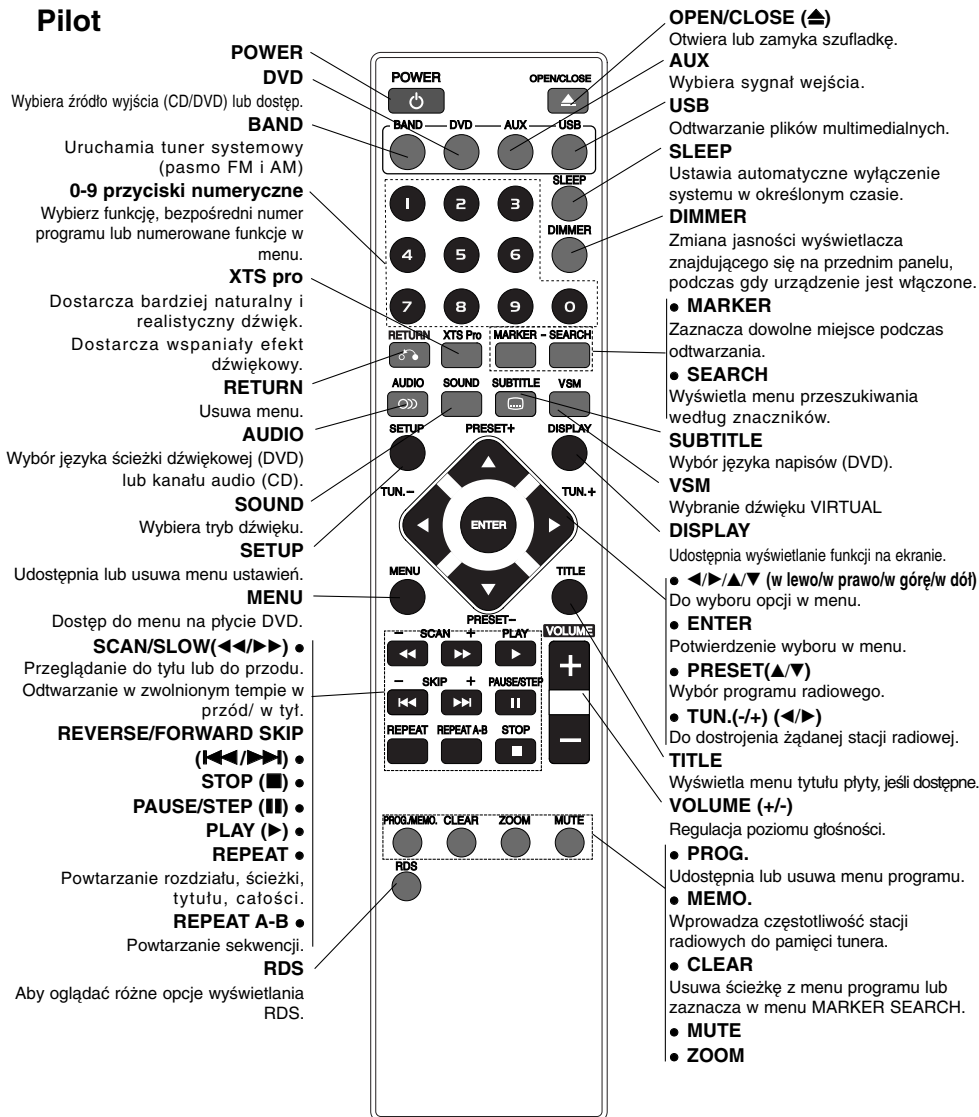 Pilot
POWER
DVD
Wybiera źródło wyjścia (CD/DVD) lub dostęp.
BAND
Uruchamia tuner systemowy
(pasmo FM i AM)
0-9 przyciski numeryczne
Wybierz funkcję, bezpośredni numer
programu lub numerowane funkcje w
menu.
XTS pro
Dostarcza bardziej naturalny i
realistyczny dźwięk.
Dostarcza wspaniały efekt
dźwiękowy.
RETURN
Usuwa menu.
AUDIO
Wybór języka ścieżki dźwiękowej (DVD)
lub kanału audio (CD).
SOUND
Wybiera tryb dźwięku.
SETUP
Udostępnia lub usuwa menu ustawień.
MENU
Dostęp do menu na płycie DVD.
SCAN/SLOW(◄◄/►►) ●
Przeglądanie do tyłu lub do przodu.
Odtwarzanie w zwolnionym tempie w
przód/ w tył.
REVERSE/FORWARD SKIP
(I◄◄/►►I) ●
STOP (■) ●
PAUSE/STEP (II) ●
PLAY (►) ●
REPEAT ●
Powtarzanie rozdziału, ścieżki,
tytułu, całości.
REPEAT A-B ●
Powtarzanie sekwencji.
RDS
Aby oglądać różne opcje wyświetlania
RDS.
POWER OPEN/CLOSE
BAND DVD AUX USB
SLEEP
1 2 3
DIMMER
4 5 6
7 8 9 0
RETURN XTS Pro MARKER - SEARCH
AUDIO SOUND SUBTITLE VSM
SETUP PRESET+ DISPLAY
TUN.- TUN.+
ENTER
MENU TITLE
PRESET-
- SCAN + PLAY VOLUME
+
- SKIP + PAUSE/STEP
REPEAT REPEAT A-B STOP
-
PROG./MEMO. CLEAR ZOOM MUTE
RDS
OPEN/CLOSE (⏏)
Otwiera lub zamyka szufladkę.
AUX
Wybiera sygnał wejścia.
USB
Odtwarzanie plików multimedialnych.
SLEEP
Ustawia automatyczne wyłączenie
systemu w określonym czasie.
DIMMER
Zmiana jasności wyświetlacza
znajdującego się na przednim panelu,
podczas gdy urządzenie jest włączone.
● MARKER
Zaznacza dowolne miejsce podczas
odtwarzania.
● SEARCH
Wyświetla menu przeszukiwania
według znaczników.
SUBTITLE
Wybór języka napisów (DVD).
VSM
Wybranie dźwięku VIRTUAL
DISPLAY
Udostępnia wyświetlanie funkcji na ekranie.
● ◄/►/▲/▼ (w lewo/w prawo/w górę/w dół)
Do wyboru opcji w menu.
● ENTER
Potwierdzenie wyboru w menu.
● PRESET(▲/▼)
Wybór programu radiowego.
● TUN.(-/+) (◄/►)
Do dostrojenia żądanej stacji radiowej.
TITLE
Wyświetla menu tytułu płyty, jeśli dostępne.
VOLUME (+/-)
Regulacja poziomu głośności.
● PROG.
Udostępnia lub usuwa menu programu.
● MEMO.
Wprowadza częstotliwość stacji
radiowych do pamięci tunera.
● CLEAR
Usuwa ścieżkę z menu programu lub
zaznacza w menu MARKER SEARCH.
● MUTE
● ZOOM